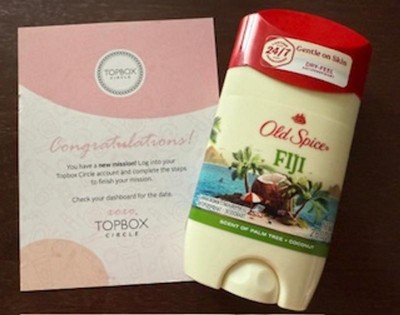 TOPBOX
CIRCLE
Congratulations!
You have a new mission! Log into your
Topbox Circle account and complete the steps
to finish your mission.
Check your dashboard for the date.
xoxo,
TOPBOX
CIRCLE
24/7
Gentle on Skin
DRY-FEEL
Old Spice
FIJI
SCENT OF PALM TREE • COCONUT